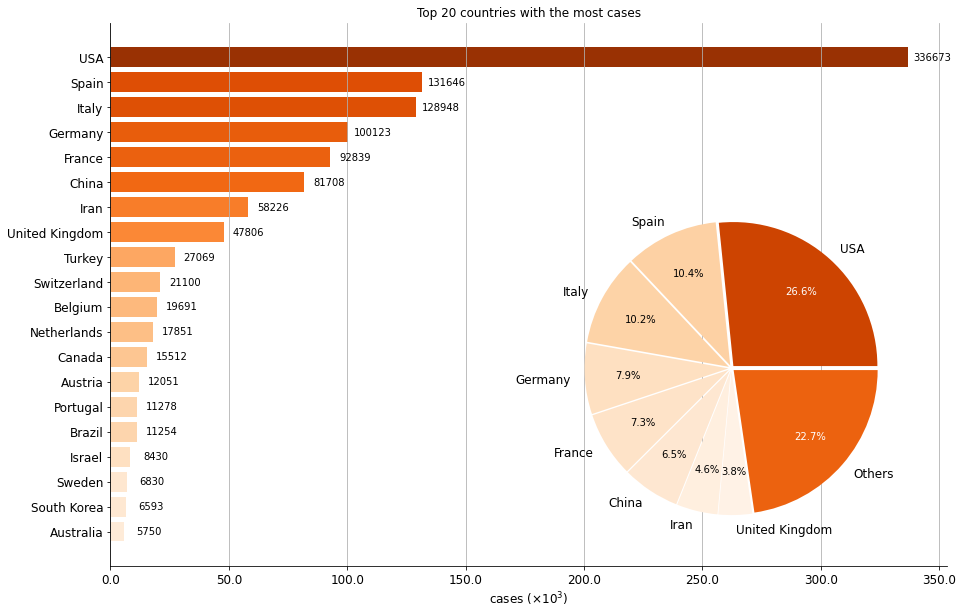 Top 20 countries with the most cases
USA 336673
Spain 131646
Italy 128948
Germany 100123
France 92839
China 81708
Iran 58226
United Kingdom 47806
Turkey 27069
Switzerland 21100
Belgium 19691
Netherlands 17851
Canada 15512
Austria 12051
Portugal 11278
Brazil 11254
Israel 8430
Sweden 6830
South Korea 6593
Australia 5750
0.0 50.0 100.0 150.0 200.0 250.0 300.0 350.0
cases (×10³)
USA
26.6%
Spain
10.4%
Italy
10.2%
Germany
7.9%
France
7.3%
China
6.5%
Iran
4.6%
United Kingdom
3.8%
Others
22.7%